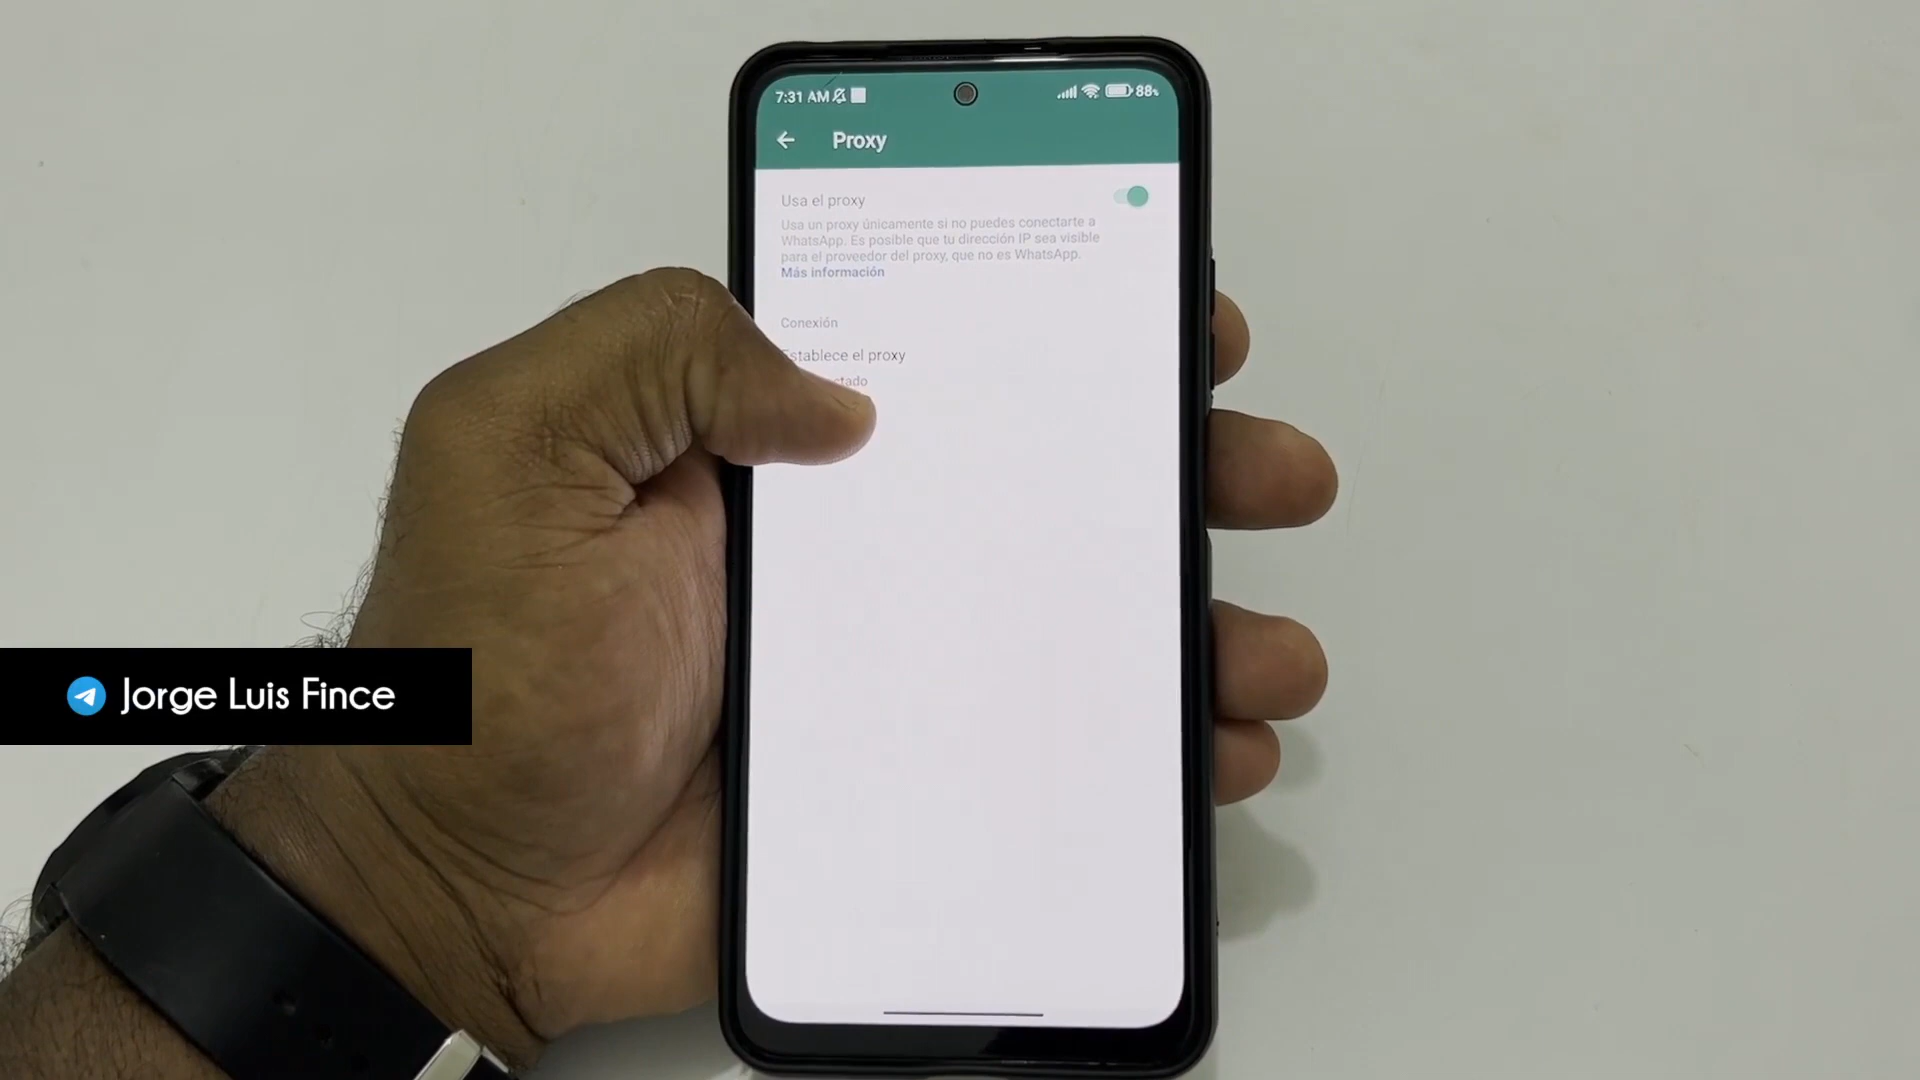 7:31 AM
88%
Proxy
Usa el proxy
Usa un proxy únicamente si no puedes conectarte a
WhatsApp. Es posible que tu dirección IP sea visible
para el proveedor del proxy, que no es WhatsApp.
Más información
Conexión
Establece el proxy
Jorge Luis Fince